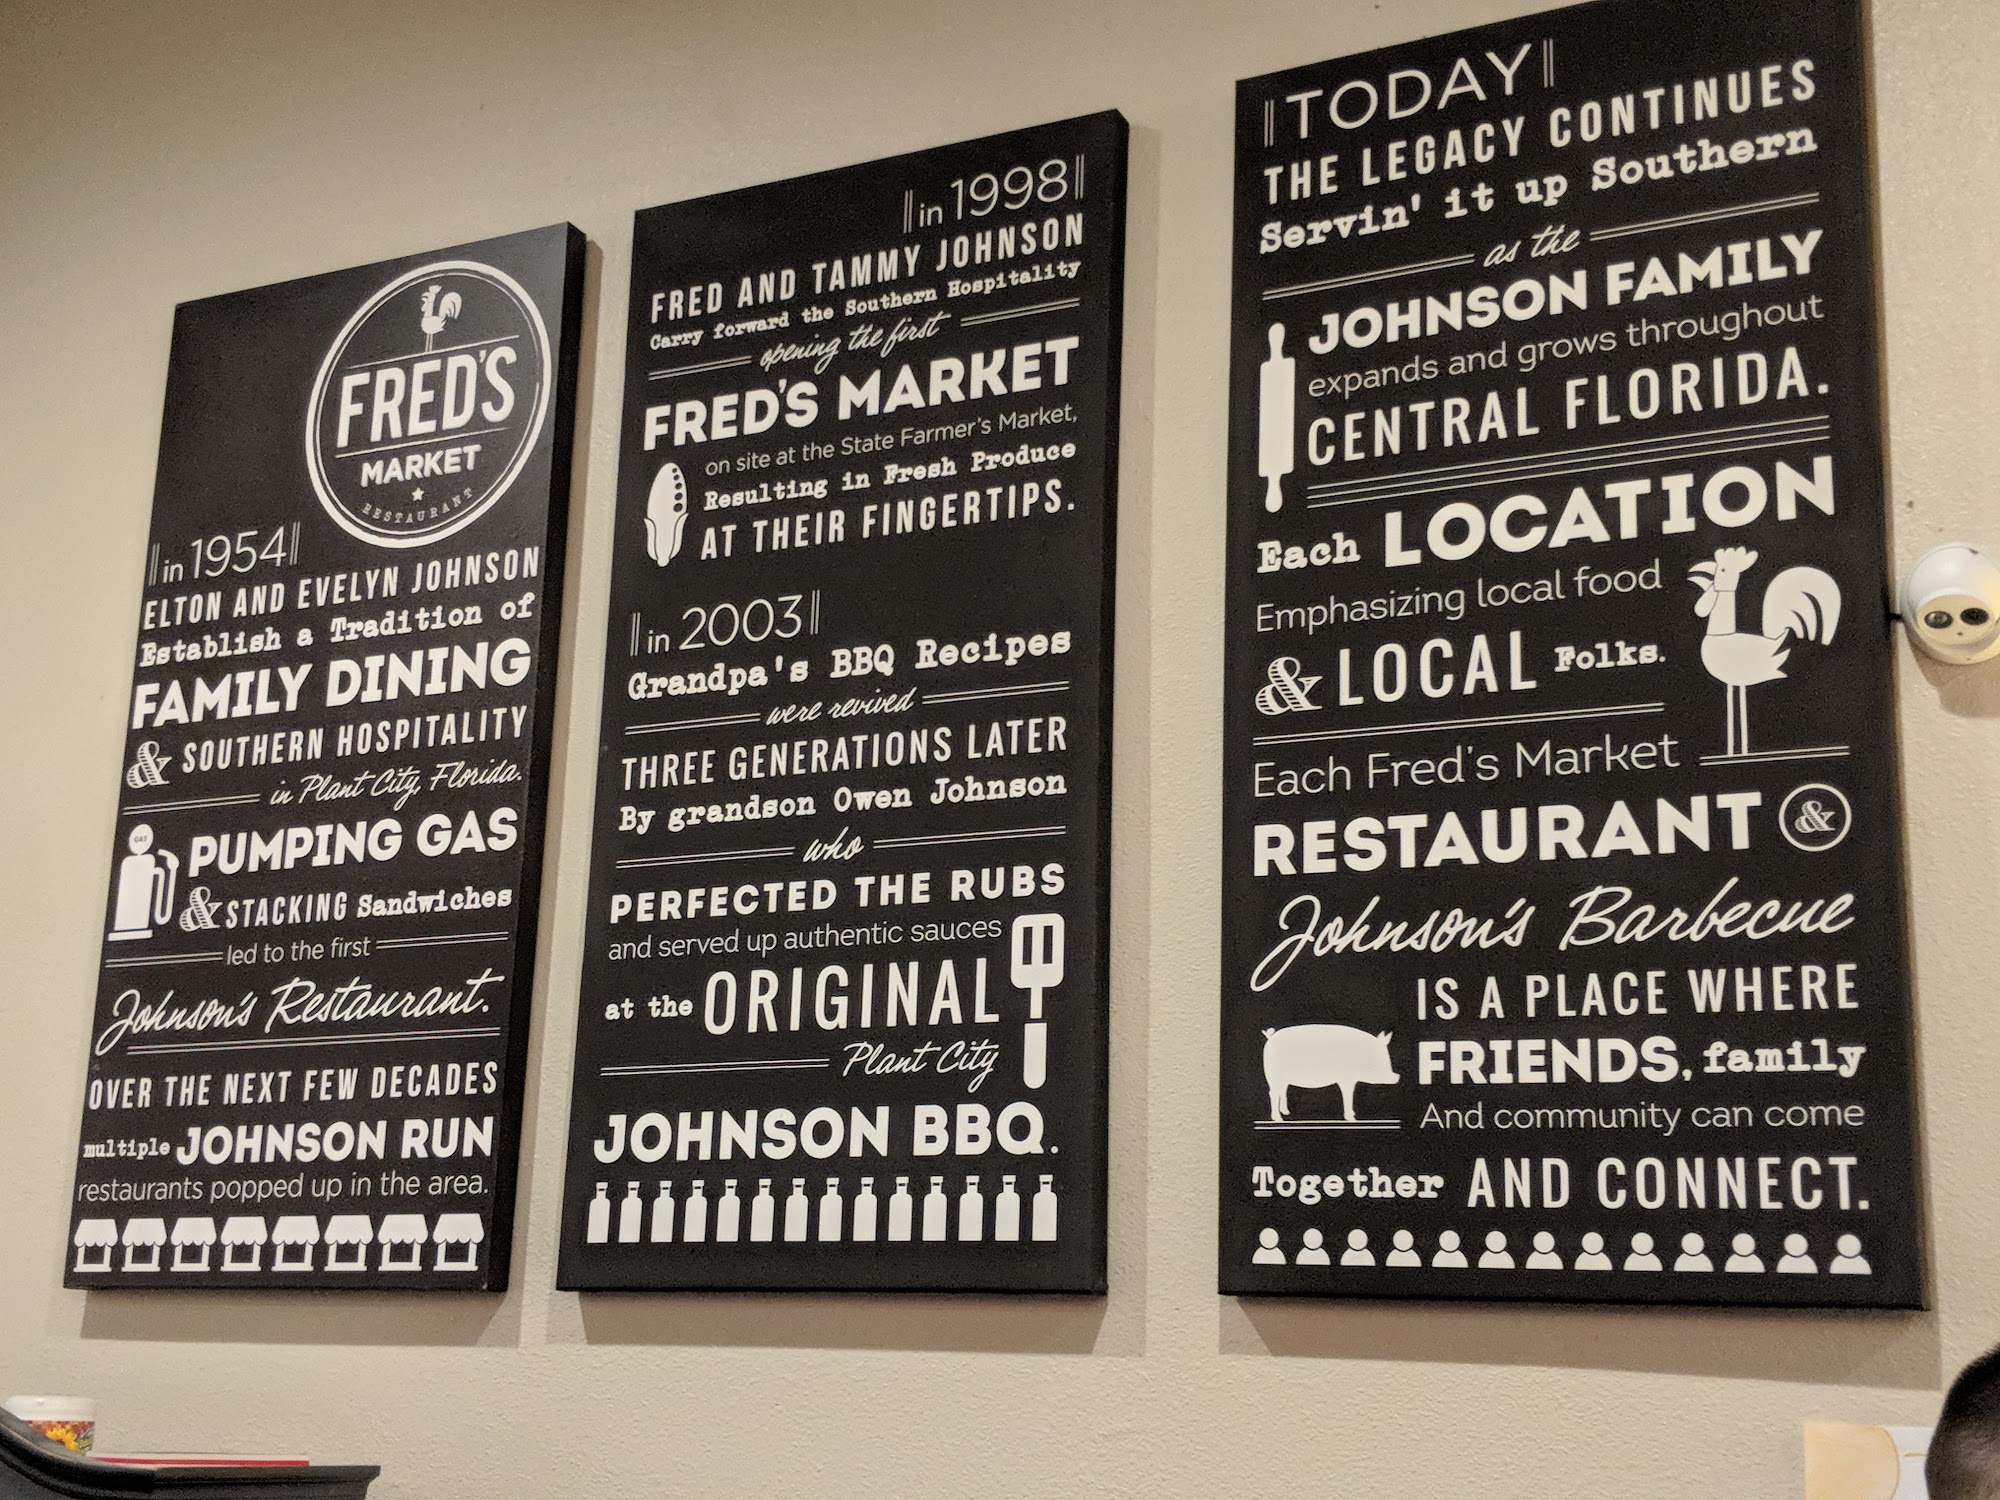 FRED'S
MARKET
RESTAURANT
in 1954
ELTON AND EVELYN JOHNSON
Establish a Tradition of
FAMILY DINING
& SOUTHERN HOSPITALITY
in Plant City, Florida.
GAS
PUMPING GAS
& STACKING Sandwiches
led to the first
Johnson's Restaurant.
OVER THE NEXT FEW DECADES
multiple JOHNSON RUN
restaurants popped up in the area.
in 1998
FRED AND TAMMY JOHNSON
Carry forward the Southern Hospitality
opening the first
FRED'S MARKET
on site at the State Farmer's Market,
Resulting in Fresh Produce
AT THEIR FINGERTIPS.
in 2003
Grandpa's BBQ Recipes
were revived
THREE GENERATIONS LATER
By grandson Owen Johnson
who
PERFECTED THE RUBS
and served up authentic sauces
at the ORIGINAL
Plant City
JOHNSON BBQ.
TODAY
THE LEGACY CONTINUES
Servin' it up Southern
as the
JOHNSON FAMILY
expands and grows throughout
CENTRAL FLORIDA.
Each LOCATION
Emphasizing local food
& LOCAL Folks.
Each Fred's Market
RESTAURANT &
Johnson's Barbecue
IS A PLACE WHERE
FRIENDS, family
And community can come
Together AND CONNECT.